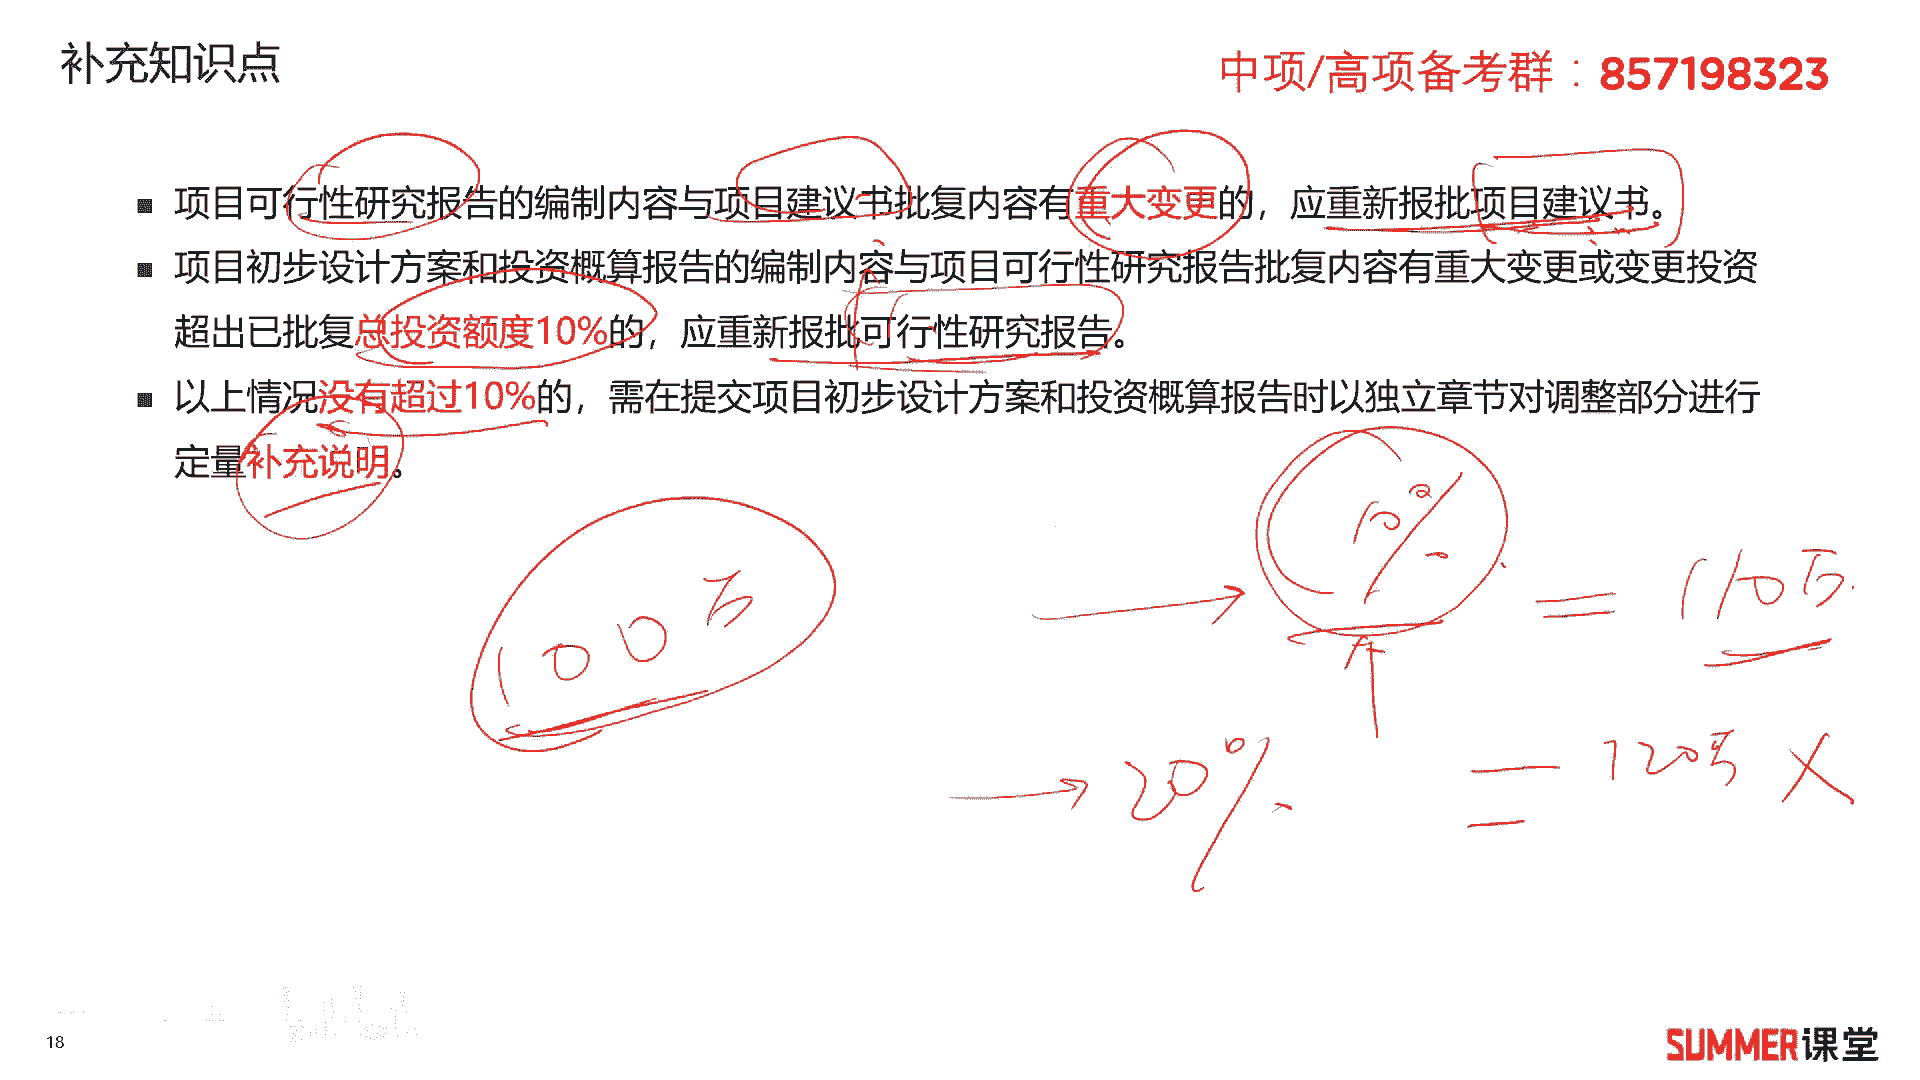 补充知识点
中项/高项备考群：857198323
项目可行性研究报告的编制内容与项目建议书批复内容有重大变更的，应重新报批项目建议书。
项目初步设计方案和投资概算报告的编制内容与项目可行性研究报告批复内容有重大变更或变更投资
超出已批复总投资额度10%的，应重新报批可行性研究报告。
以上情况没有超过10%的，需在提交项目初步设计方案和投资概算报告时以独立章节对调整部分进行
定量补充说明。
100万
10% = 110万
20% = 120万 X
18
SUMMER课堂